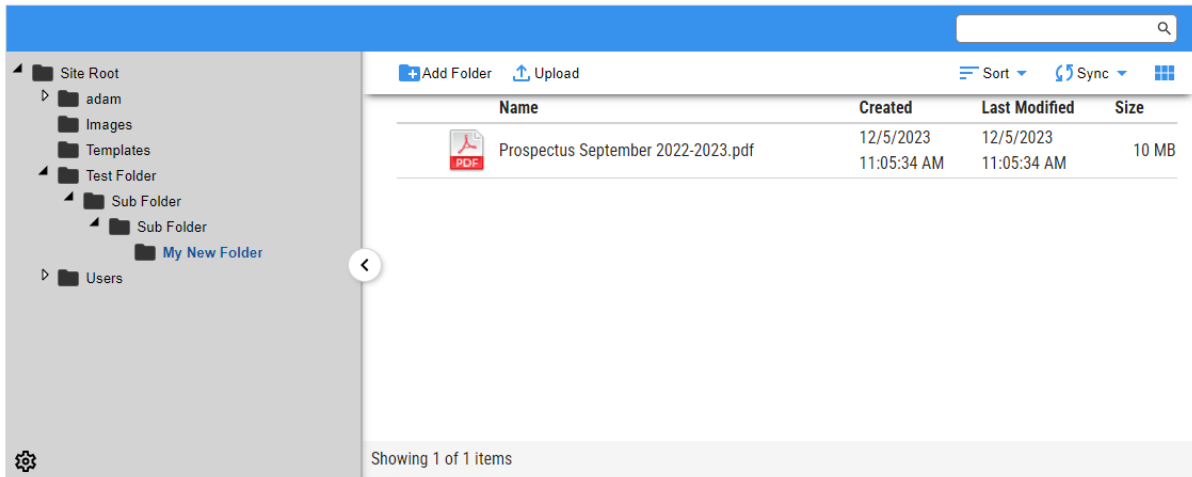 Site Root
adam
Images
Templates
Test Folder
Sub Folder
Sub Folder
My New Folder
Users
Add Folder Upload Sort Sync
Name Created Last Modified Size
PDF Prospectus September 2022-2023.pdf 12/5/2023 11:05:34 AM 12/5/2023 11:05:34 AM 10 MB
Showing 1 of 1 items